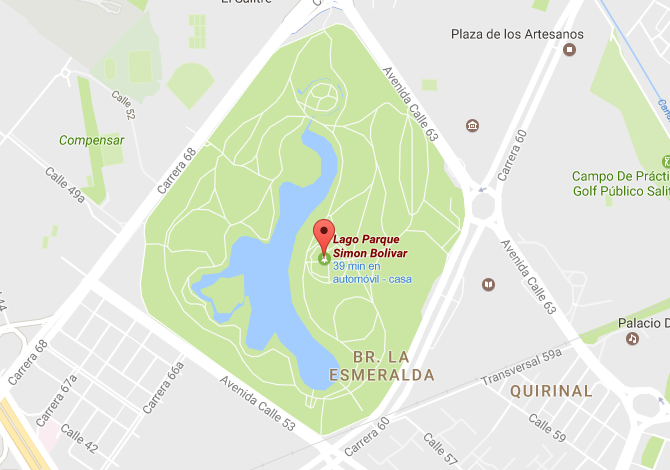 El Salitre
Plaza de los Artesanos
Avenida Calle 63
Calle 52
Compensar
Carrera 68
Carrera 60
Calle 49a
Campo De Prácti
Golf Público Salit
Lago Parque
Simon Bolivar
39 min en
automóvil - casa
Avenida Calle 63
Palacio D
Carrera 68
BR. LA
ESMERALDA
Transversal 59a
QUIRINAL
Carrera 67a
Carrera 66a
Avenida Calle 53
Calle 42
Carrera 60
Calle 57
Calle 59